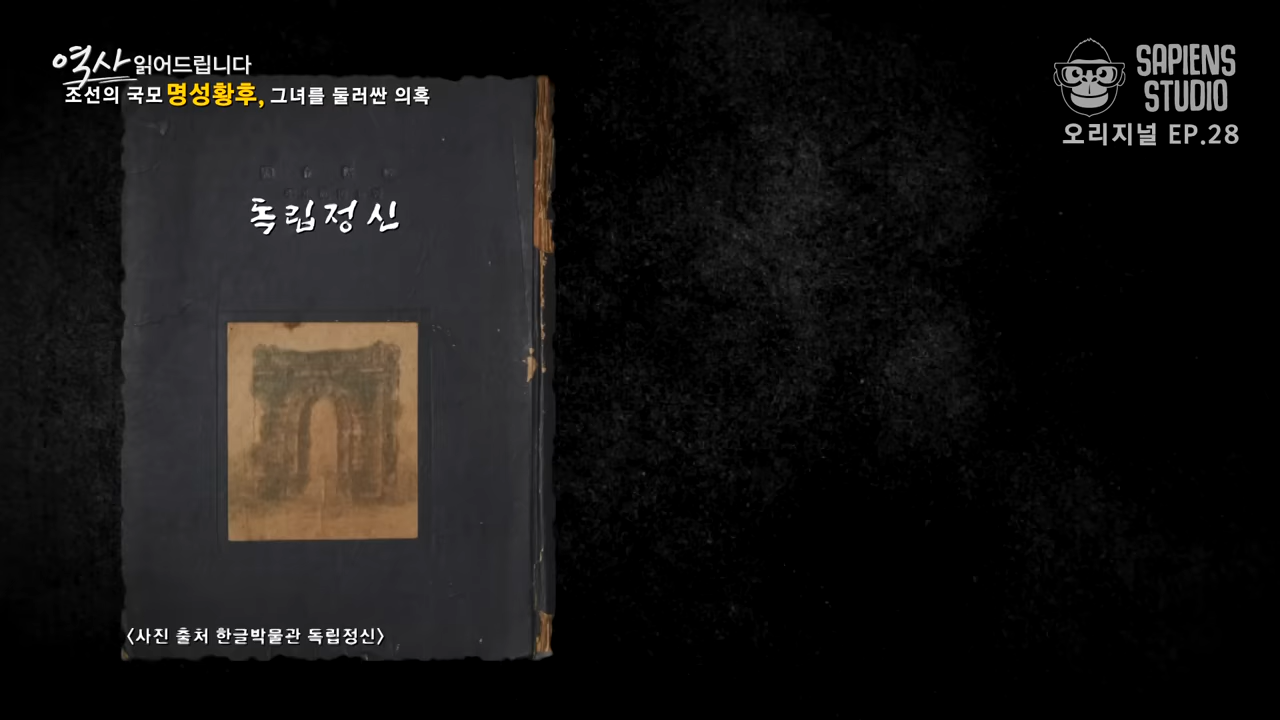 역사 읽어드립니다
조선의 국모 명성황후, 그녀를 둘러싼 의혹
SAPIENS
STUDIO
오리지널 EP.28
독립정신
〈사진 출처 한글박물관 독립정신〉